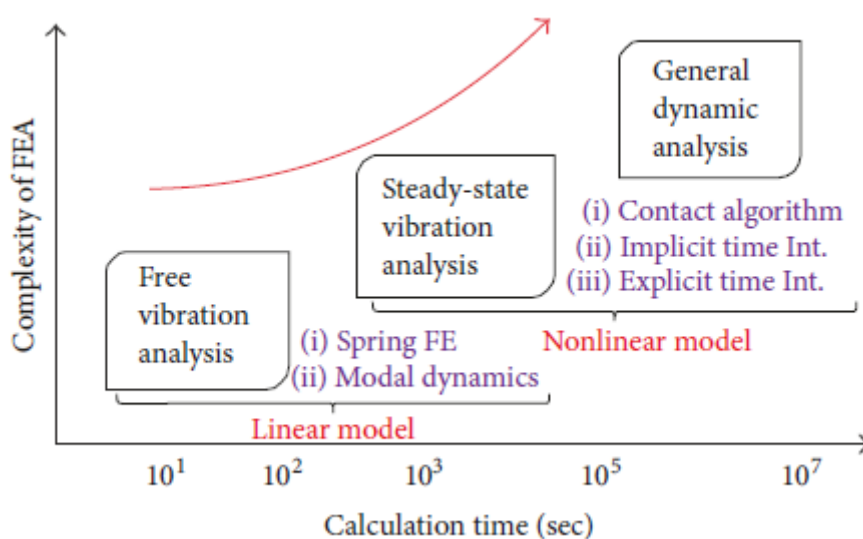 Complexity of FEA
General
dynamic
analysis
Steady-state
vibration
analysis
(i) Contact algorithm
(ii) Implicit time Int.
(iii) Explicit time Int.
Free
vibration
analysis
(i) Spring FE
(ii) Modal dynamics
Nonlinear model
Linear model
10¹ 10² 10³ 10⁵ 10⁷
Calculation time (sec)